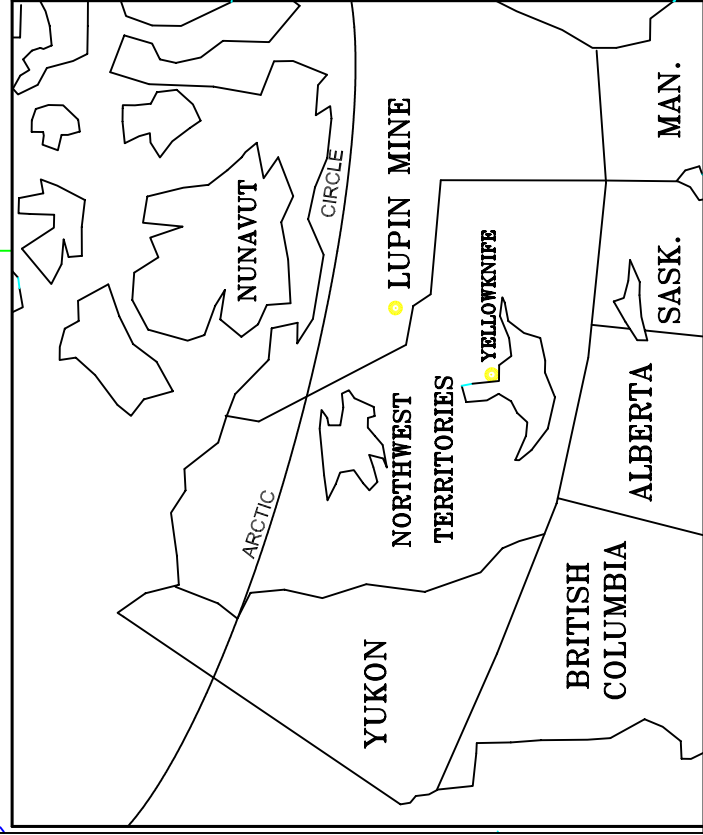 NUNAVUT
CIRCLE
LUPIN MINE
MAN.
YELLOWKNIFE
SASK.
ARCTIC
NORTHWEST
TERRITORIES
ALBERTA
YUKON
BRITISH
COLUMBIA